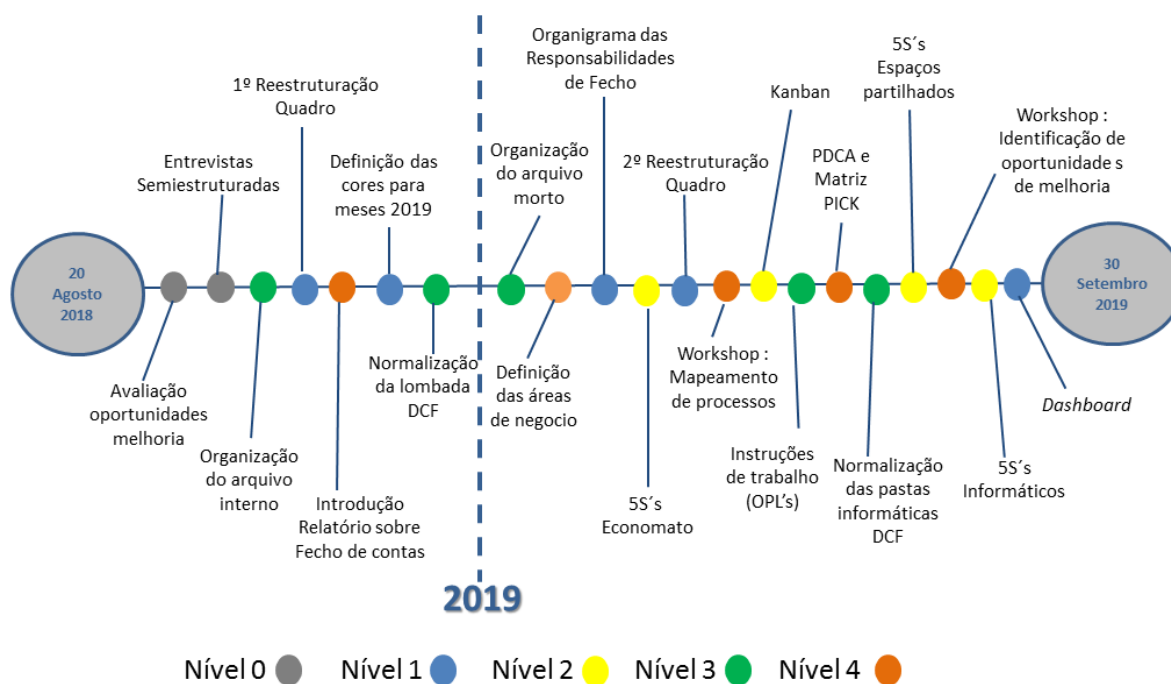 20
Agosto
2018
Avaliação
oportunidades
melhoria
Entrevistas
Semiestruturadas
Organização
do arquivo
interno
1º Reestruturação
Quadro
Introdução
Relatório sobre
Fecho de contas
Definição das
cores para
meses 2019
Normalização
da lombada
DCF
2019
Organização
do arquivo
morto
Definição
das áreas
de negocio
Organigrama das
Responsabilidades
de Fecho
5S´s
Economato
2º Reestruturação
Quadro
Workshop :
Mapeamento
de processos
Kanban
Instruções
de trabalho
(OPL’s)
PDCA e
Matriz
PICK
Normalização
das pastas
informáticas
DCF
5S´s
Espaços
partilhados
Workshop :
Identificação de
oportunidade s
de melhoria
5S´s
Informáticos
Dashboard
30
Setembro
2019
Nível 0
Nível 1
Nível 2
Nível 3
Nível 4